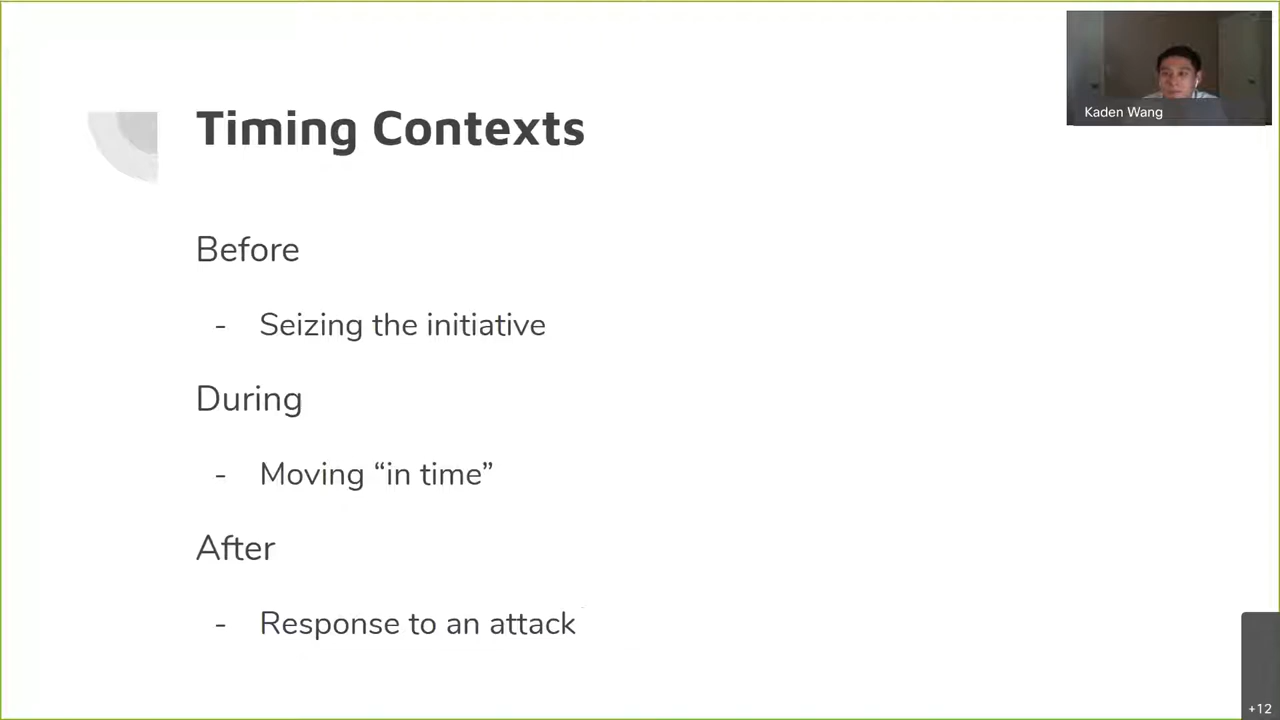 Kaden Wang
Timing Contexts
Before
- Seizing the initiative
During
- Moving “in time”
After
- Response to an attack
+12